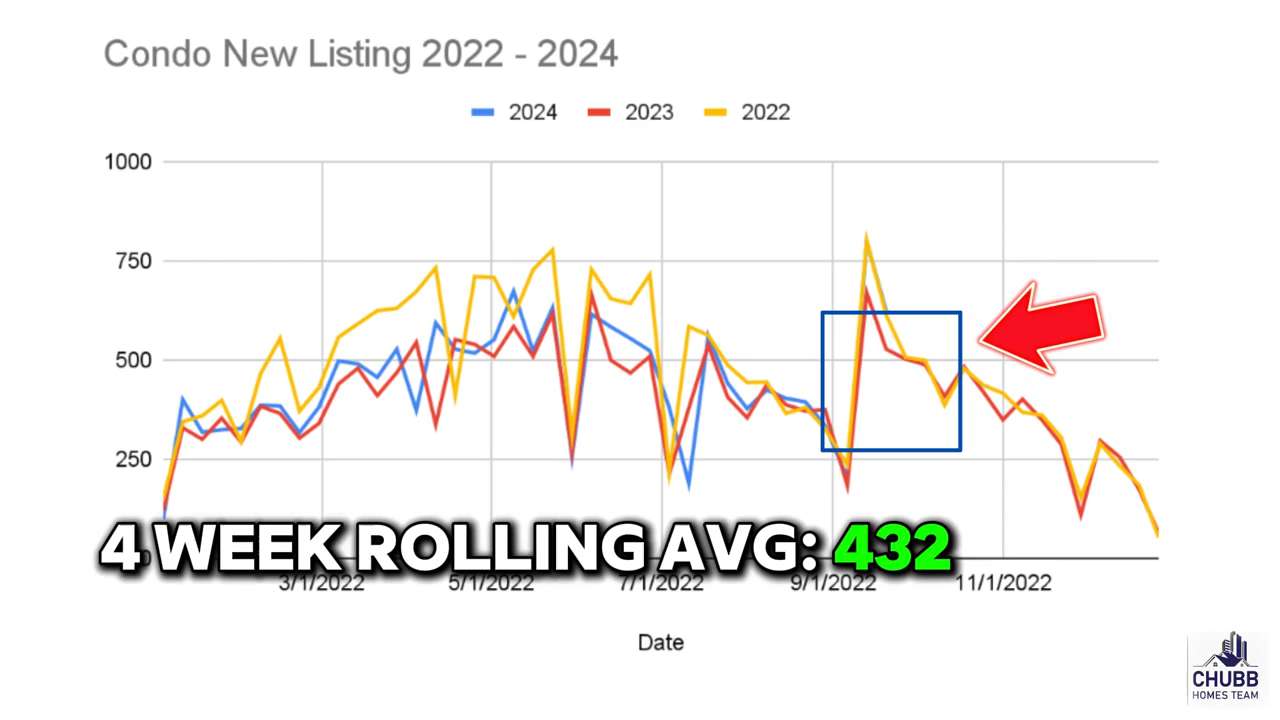 Condo New Listing 2022 - 2024
2024 2023 2022
1000
750
500
250
4 WEEK ROLLING AVG: 432
3/1/2022 5/1/2022 7/1/2022 9/1/2022 11/1/2022
Date
CHUBB
HOMES TEAM